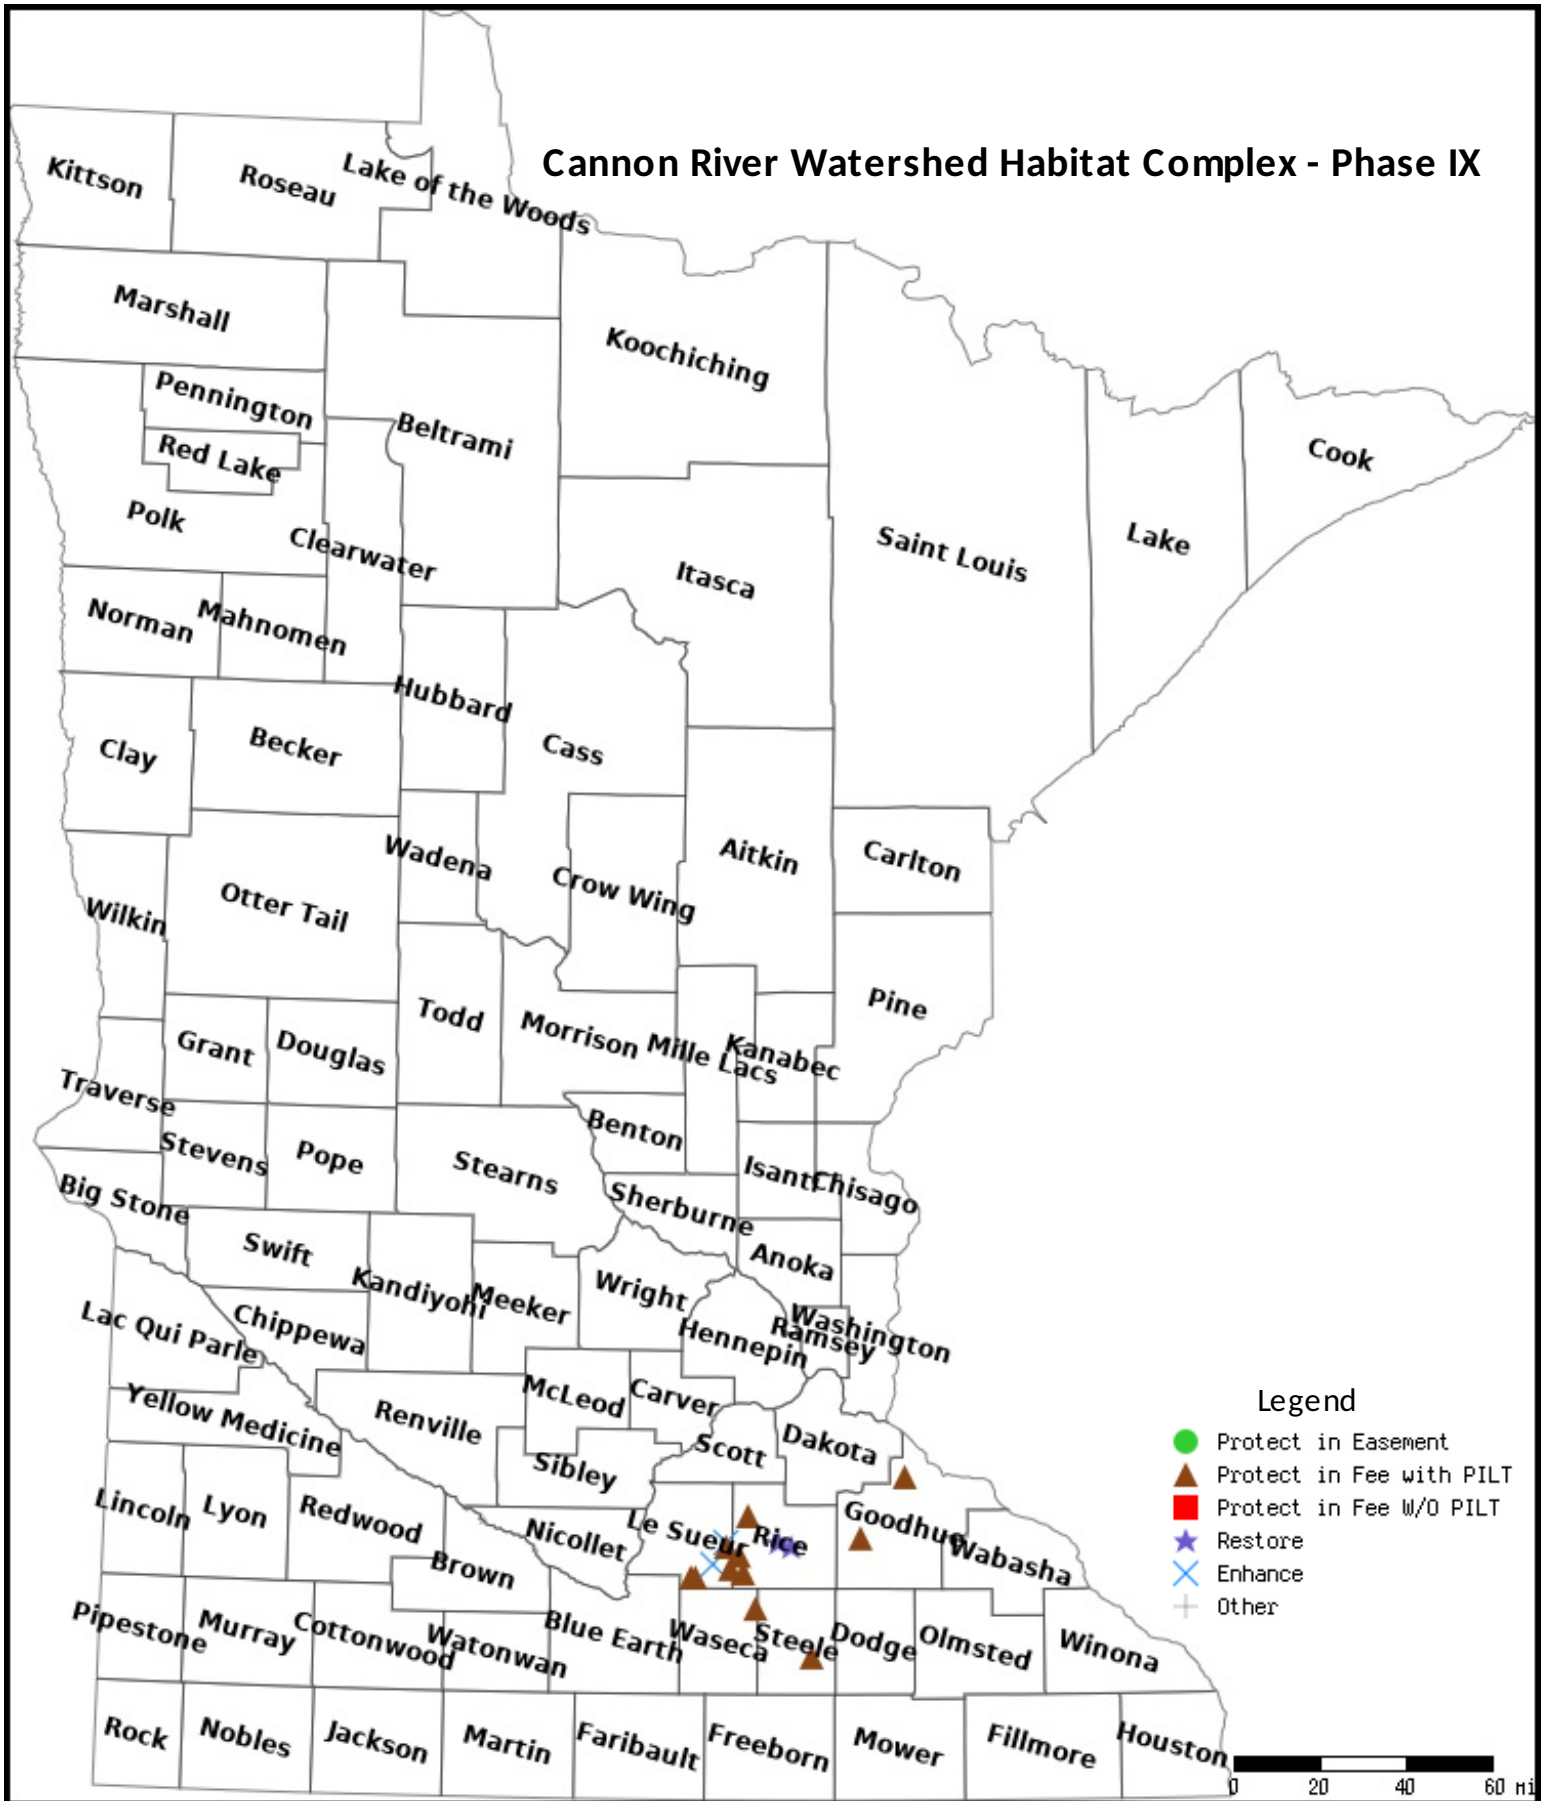 Cannon River Watershed Habitat Complex - Phase IX
Kittson
Roseau
Lake of the Woods
Marshall
Koochiching
Pennington
Beltrami
Red Lake
Cook
Polk
Clearwater
Saint Louis
Lake
Itasca
Norman
Mahnomen
Hubbard
Clay
Becker
Cass
Wadena
Aitkin
Carlton
Crow Wing
Wilkin
Otter Tail
Pine
Todd
Morrison
Mille Lacs
Kanabec
Grant
Douglas
Traverse
Benton
Stevens
Pope
Stearns
Isanti
Chisago
Big Stone
Sherburne
Swift
Anoka
Kandiyohi
Meeker
Wright
Washington
Ramsey
Hennepin
Lac Qui Parle
Chippewa
McLeod
Carver
Yellow Medicine
Renville
Scott
Dakota
Sibley
Legend
Protect in Easement
Protect in Fee with PILT
Protect in Fee W/O PILT
Restore
Enhance
Other
Lincoln
Lyon
Redwood
Nicollet
Le Sueur
Rice
Goodhue
Wabasha
Brown
Pipestone
Murray
Cottonwood
Watonwan
Blue Earth
Waseca
Steele
Dodge
Olmsted
Winona
Rock
Nobles
Jackson
Martin
Faribault
Freeborn
Mower
Fillmore
Houston
0 20 40 60 mi